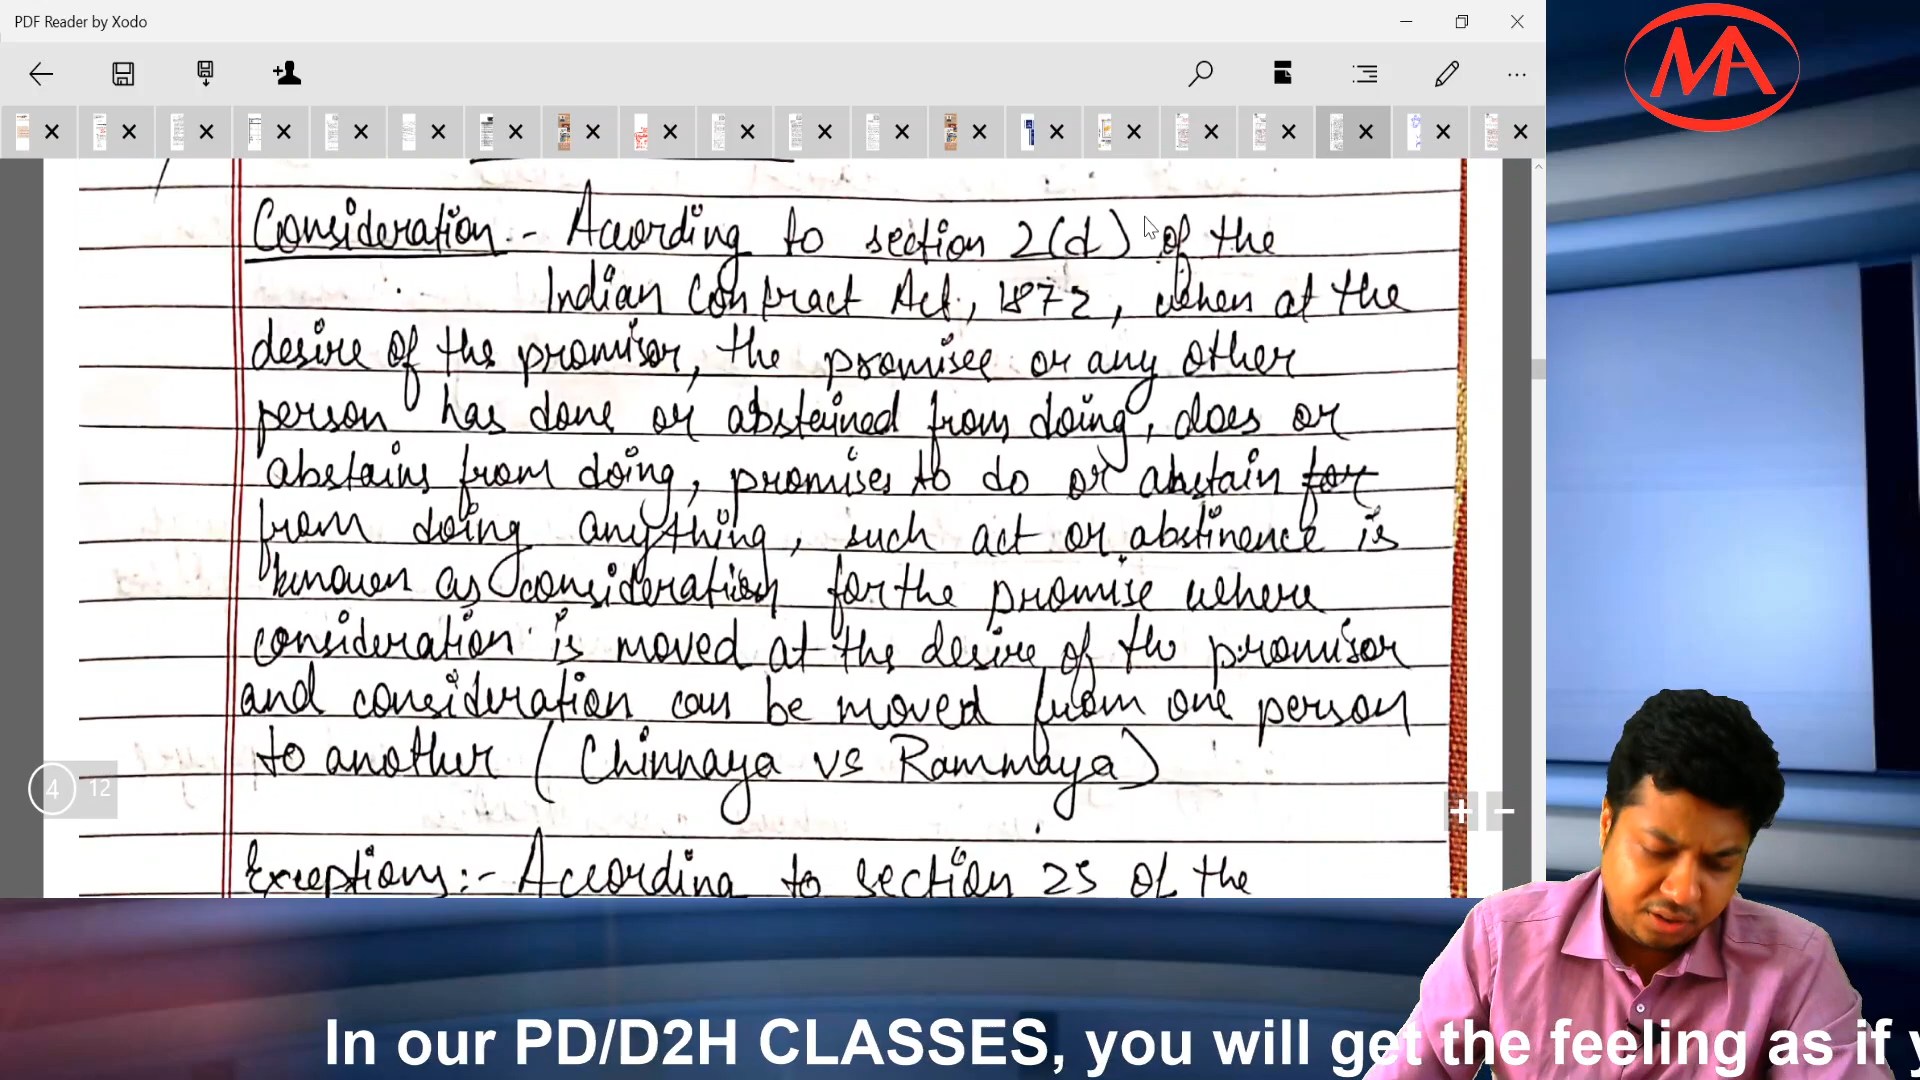 PDF Reader by Xodo
MA
Consideration :- According to section 2(d) of the
Indian Contract Act, 1872, when at the
desire of the promisor, the promisee or any other
person has done or abstained from doing, does or
abstains from doing, promises to do or abstain for
from doing anything, such act or abstinence is
known as consideration for the promise where
consideration is moved at the desire of the promisor
and consideration can be moved from one person
to another (Chinnaya vs Rammaya)
4 12
Exceptions :- According to section 25 of the
In our PD/D2H CLASSES, you will get the feeling as if y